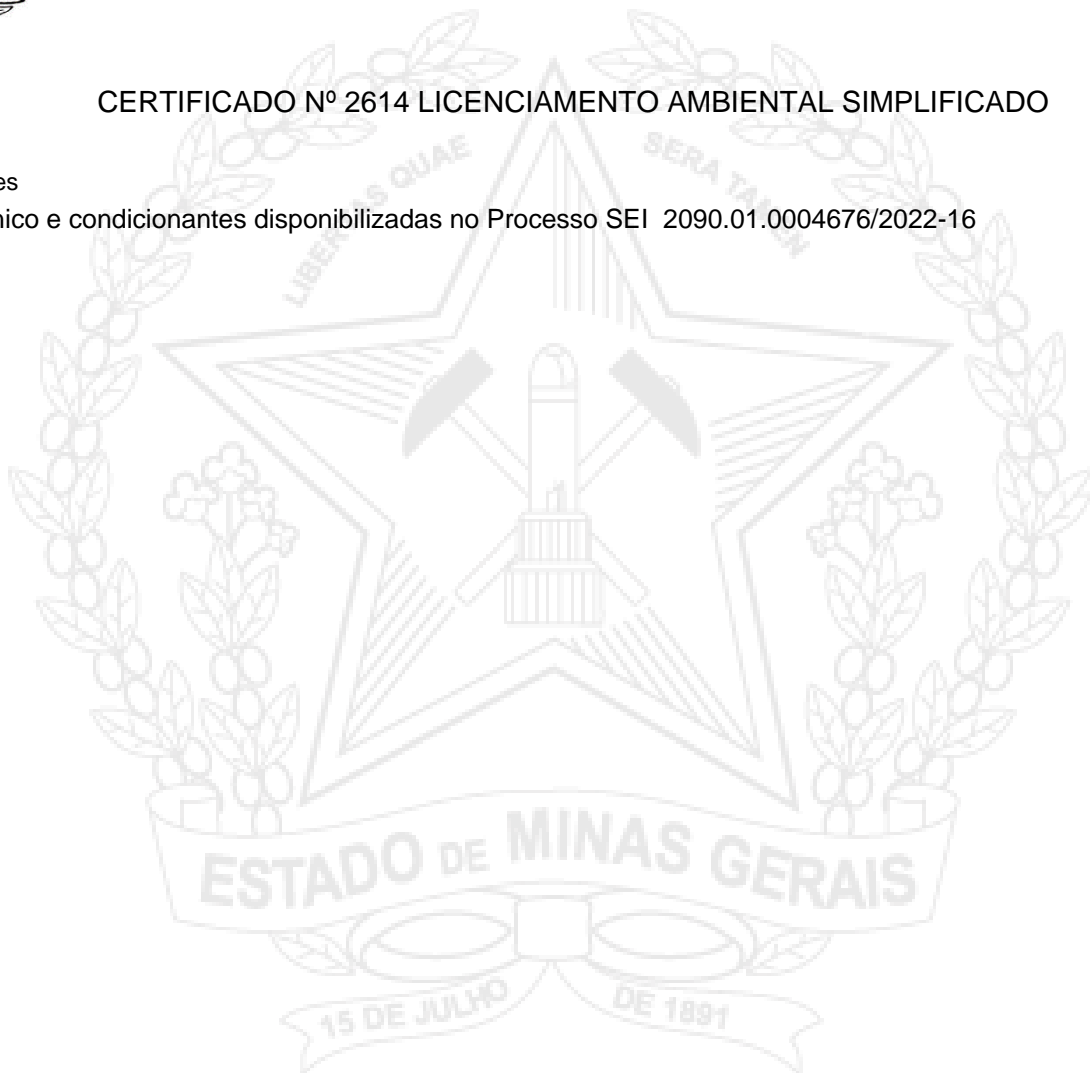 CERTIFICADO Nº 2614 LICENCIAMENTO AMBIENTAL SIMPLIFICADO
es
nico e condicionantes disponibilizadas no Processo SEI 2090.01.0004676/2022-16
LIBERTAS QUAE SERA TAMEN
ESTADO DE MINAS GERAIS
15 DE JULHO DE 1891